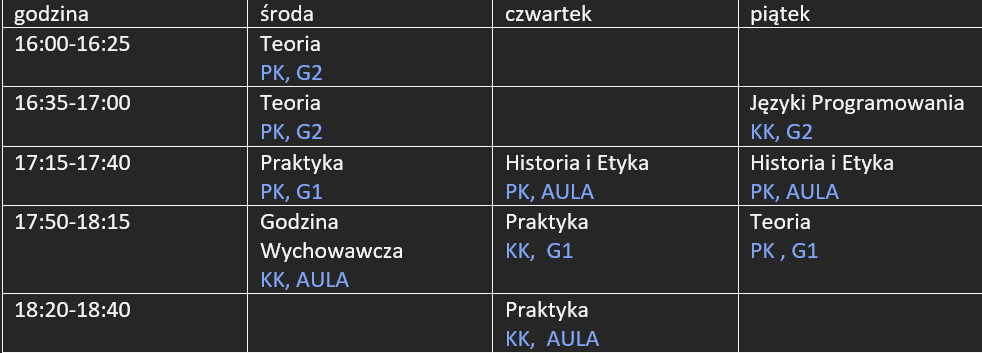 godzina środa czwartek piątek
16:00-16:25 Teoria
PK, G2
16:35-17:00 Teoria Języki Programowania
PK, G2 KK, G2
17:15-17:40 Praktyka Historia i Etyka Historia i Etyka
PK, G1 PK, AULA PK, AULA
17:50-18:15 Godzina Praktyka Teoria
Wychowawcza KK,  G1 PK , G1
KK, AULA
18:20-18:40 Praktyka
KK,  AULA